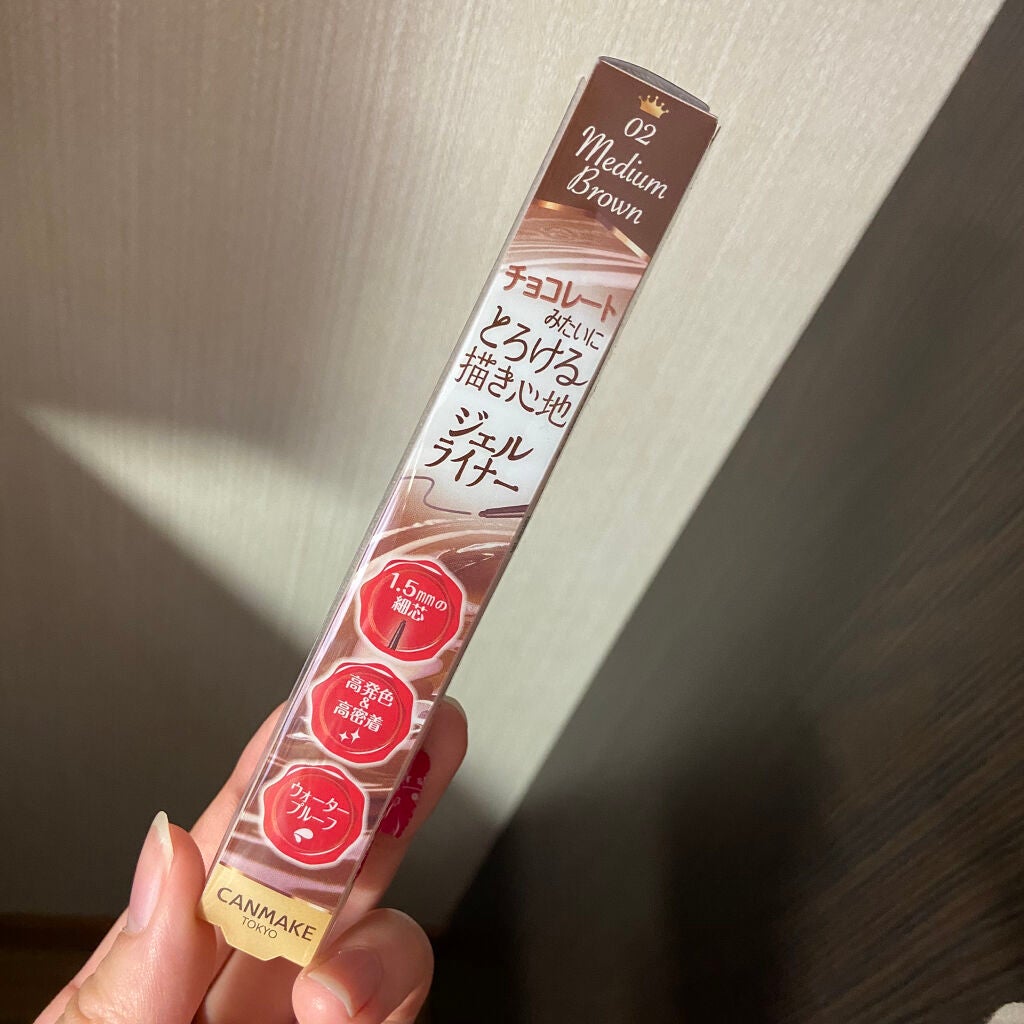 02
Medium
Brown
チョコレート
みたいに
とろける
描き心地
ジェル
ライナー
1.5mmの
細芯
高発色
&
高密着
ウォーター
プルーフ
CANMAKE
TOKYO